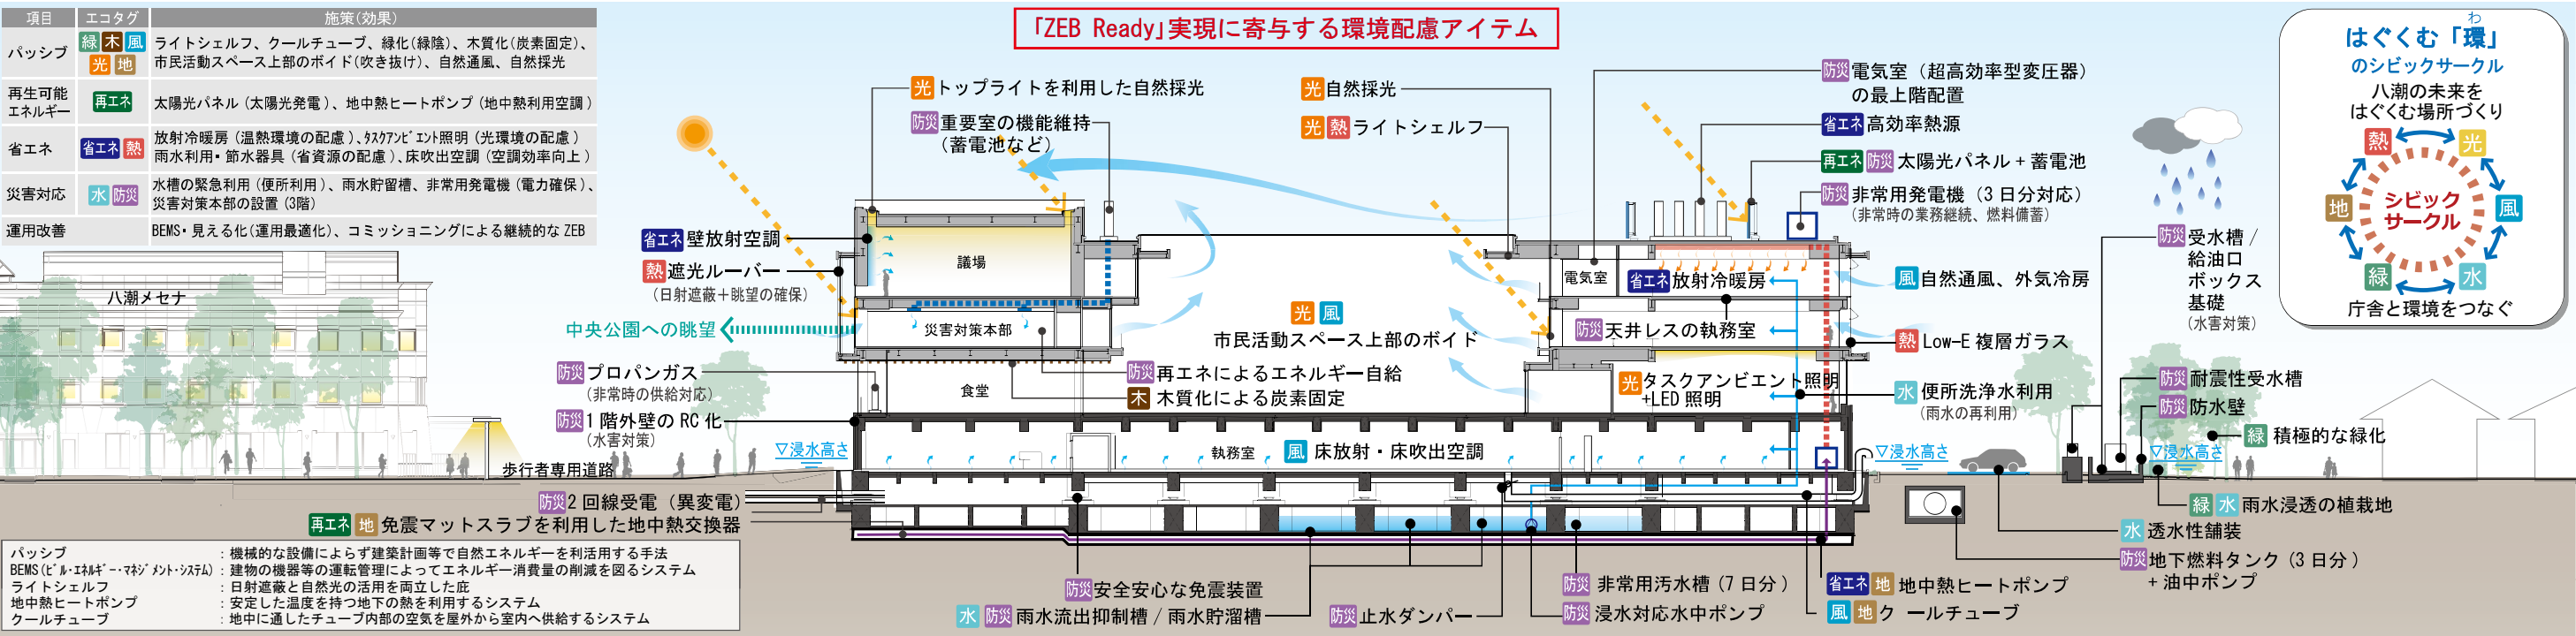 項目 エコタグ 施策(効果)
パッシブ 緑 木 風 光 地
ライトシェルフ、クールチューブ、緑化(緑陰)、木質化(炭素固定)、
市民活動スペース上部のボイド(吹き抜け)、自然通風、自然採光
再生可能
エネルギー 再エネ 太陽光パネル(太陽光発電)、地中熱ヒートポンプ(地中熱利用空調)
省エネ 省エネ 熱
放射冷暖房(温熱環境の配慮)、ﾀｽｸｱﾝﾋﾞｴﾝﾄ照明(光環境の配慮)
雨水利用・節水器具(省資源の配慮)、床吹出空調(空調効率向上)
災害対応 水 防災
水槽の緊急利用(便所利用)、雨水貯留槽、非常用発電機(電力確保)、
災害対策本部の設置(3階)
運用改善 BEMS・見える化(運用最適化)、コミッショニングによる継続的なZEB
「ZEB Ready」実現に寄与する環境配慮アイテム
光 トップライトを利用した自然採光
防災 重要室の機能維持
(蓄電池など)
省エネ 壁放射空調
熱 遮光ルーバー
(日射遮蔽+眺望の確保)
中央公園への眺望
防災 プロパンガス
(非常時の供給対応)
防災 1階外壁のRC化
(水害対策)
▽浸水高さ
八潮メセナ
歩行者専用道路
防災 2回線受電(異変電)
再エネ 地 免震マットスラブを利用した地中熱交換器
議場
災害対策本部
食堂
防災 再エネによるエネルギー自給
木 木質化による炭素固定
光 風
市民活動スペース上部のボイド
執務室 風 床放射・床吹出空調
光 自然採光
光 熱 ライトシェルフ
電気室
省エネ 放射冷暖房
防災 天井レスの執務室
光 タスクアンビエント照明
+LED照明
防災 電気室(超高効率型変圧器)
の最上階配置
省エネ 高効率熱源
再エネ 防災 太陽光パネル+蓄電池
防災 非常用発電機(3日分対応)
(非常時の業務継続、燃料備蓄)
風 自然通風、外気冷房
熱 Low-E複層ガラス
水 便所洗浄水利用
(雨水の再利用)
▽浸水高さ
防災 受水槽/
給油口
ボックス
基礎
(水害対策)
防災 耐震性受水槽
防災 防水壁
緑 積極的な緑化
▽浸水高さ
緑 水 雨水浸透の植栽地
水 透水性舗装
防災 地下燃料タンク(3日分)
+油中ポンプ
防災 安全安心な免震装置
水 防災 雨水流出抑制槽/雨水貯溜槽
防災 止水ダンパー
防災 非常用汚水槽(7日分)
防災 浸水対応水中ポンプ
省エネ 地 地中熱ヒートポンプ
風 地 クールチューブ
パッシブ :機械的な設備によらず建築計画等で自然エネルギーを利活用する手法
BEMS(ﾋﾞﾙ・ｴﾈﾙｷﾞｰ・ﾏﾈｼﾞﾒﾝﾄ・ｼｽﾃﾑ) :建物の機器等の運転管理によってエネルギー消費量の削減を図るシステム
ライトシェルフ :日射遮蔽と自然光の活用を両立した庇
地中熱ヒートポンプ :安定した温度を持つ地下の熱を利用するシステム
クールチューブ :地中に通したチューブ内部の空気を屋外から室内へ供給するシステム
わ
はぐくむ「環」
のシビックサークル
八潮の未来を
はぐくむ場所づくり
熱 光
地 シビック
サークル 風
緑 水
庁舎と環境をつなぐ